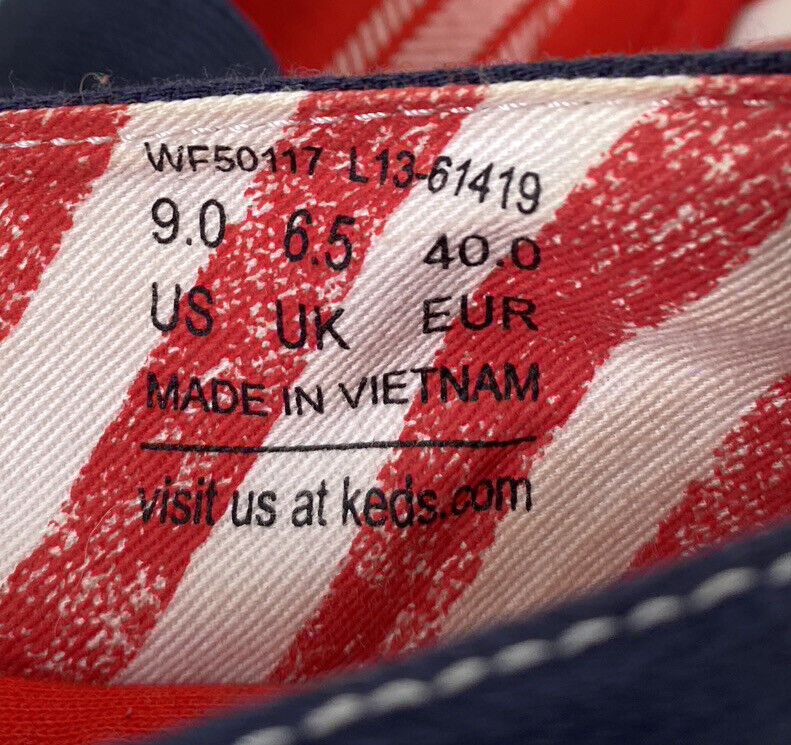 WF50117 L13-61419
9.0 6.5 40.0
US UK EUR
MADE IN VIETNAM
visit us at keds.com